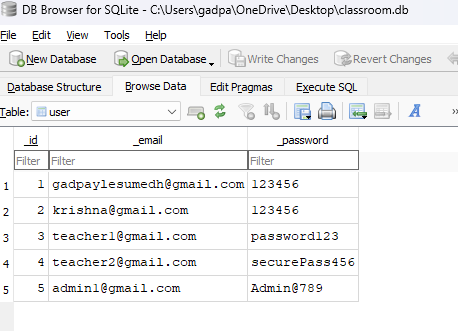 DB Browser for SQLite - C:\Users\gadpa\OneDrive\Desktop\classroom.db
File Edit View Tools Help
New Database Open Database Write Changes Revert Changes
Database Structure Browse Data Edit Pragmas Execute SQL
Table: user A »
_id _email _password
Filter Filter Filter
1 1 gadpaylesumedh@gmail.com 123456
2 2 krishna@gmail.com 123456
3 3 teacher1@gmail.com password123
4 4 teacher2@gmail.com securePass456
5 5 admin1@gmail.com Admin@789